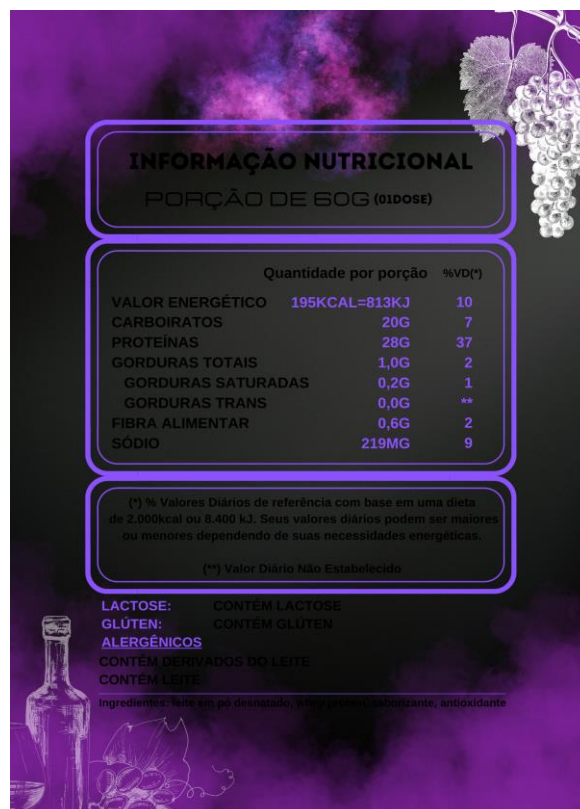 INFORMAÇÃO NUTRICIONAL
PORÇÃO DE 60G (01DOSE)
Quantidade por porção %VD(*)
VALOR ENERGÉTICO 195KCAL=813KJ 10
CARBOIRATOS 20G 7
PROTEÍNAS 28G 37
GORDURAS TOTAIS 1,0G 2
GORDURAS SATURADAS 0,2G 1
GORDURAS TRANS 0,0G **
FIBRA ALIMENTAR 0,6G 2
SÓDIO 219MG 9
(*) % Valores Diários de referência com base em uma dieta
de 2.000kcal ou 8.400 kJ. Seus valores diários podem ser maiores
ou menores dependendo de suas necessidades energéticas.
(**) Valor Diário Não Estabelecido
LACTOSE: CONTÉM LACTOSE
GLÚTEN: CONTÉM GLÚTEN
ALERGÊNICOS
CONTÉM DERIVADOS DO LEITE
CONTÉM LEITE
Ingredientes: leite em pó desnatado, whey protein, saborizante, antioxidante